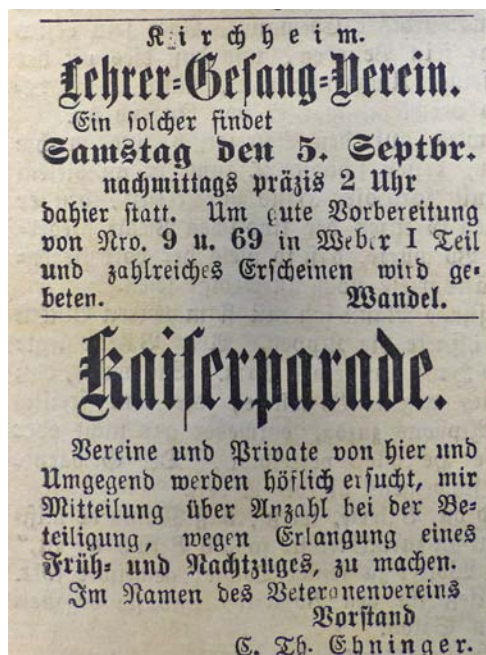 Kirchheim.
Lehrer-Gesang-Verein.
Ein solcher findet
Samstag den 5. Septbr.
nachmittags präzis 2 Uhr
dahier statt. Um gute Vorbereitung
von Nro. 9 u. 69 in Weber I Teil
und zahlreiches Erscheinen wird ge-
beten. Wandel.
Kaiserparade.
Vereine und Private von hier und
Umgegend werden höflich ersucht, mir
Mitteilung über Anzahl bei der Be-
teiligung, wegen Erlangung eines
Früh- und Nachtzuges, zu machen.
Im Namen des Veteranenvereins
Vorstand
C. Th. Ehninger.